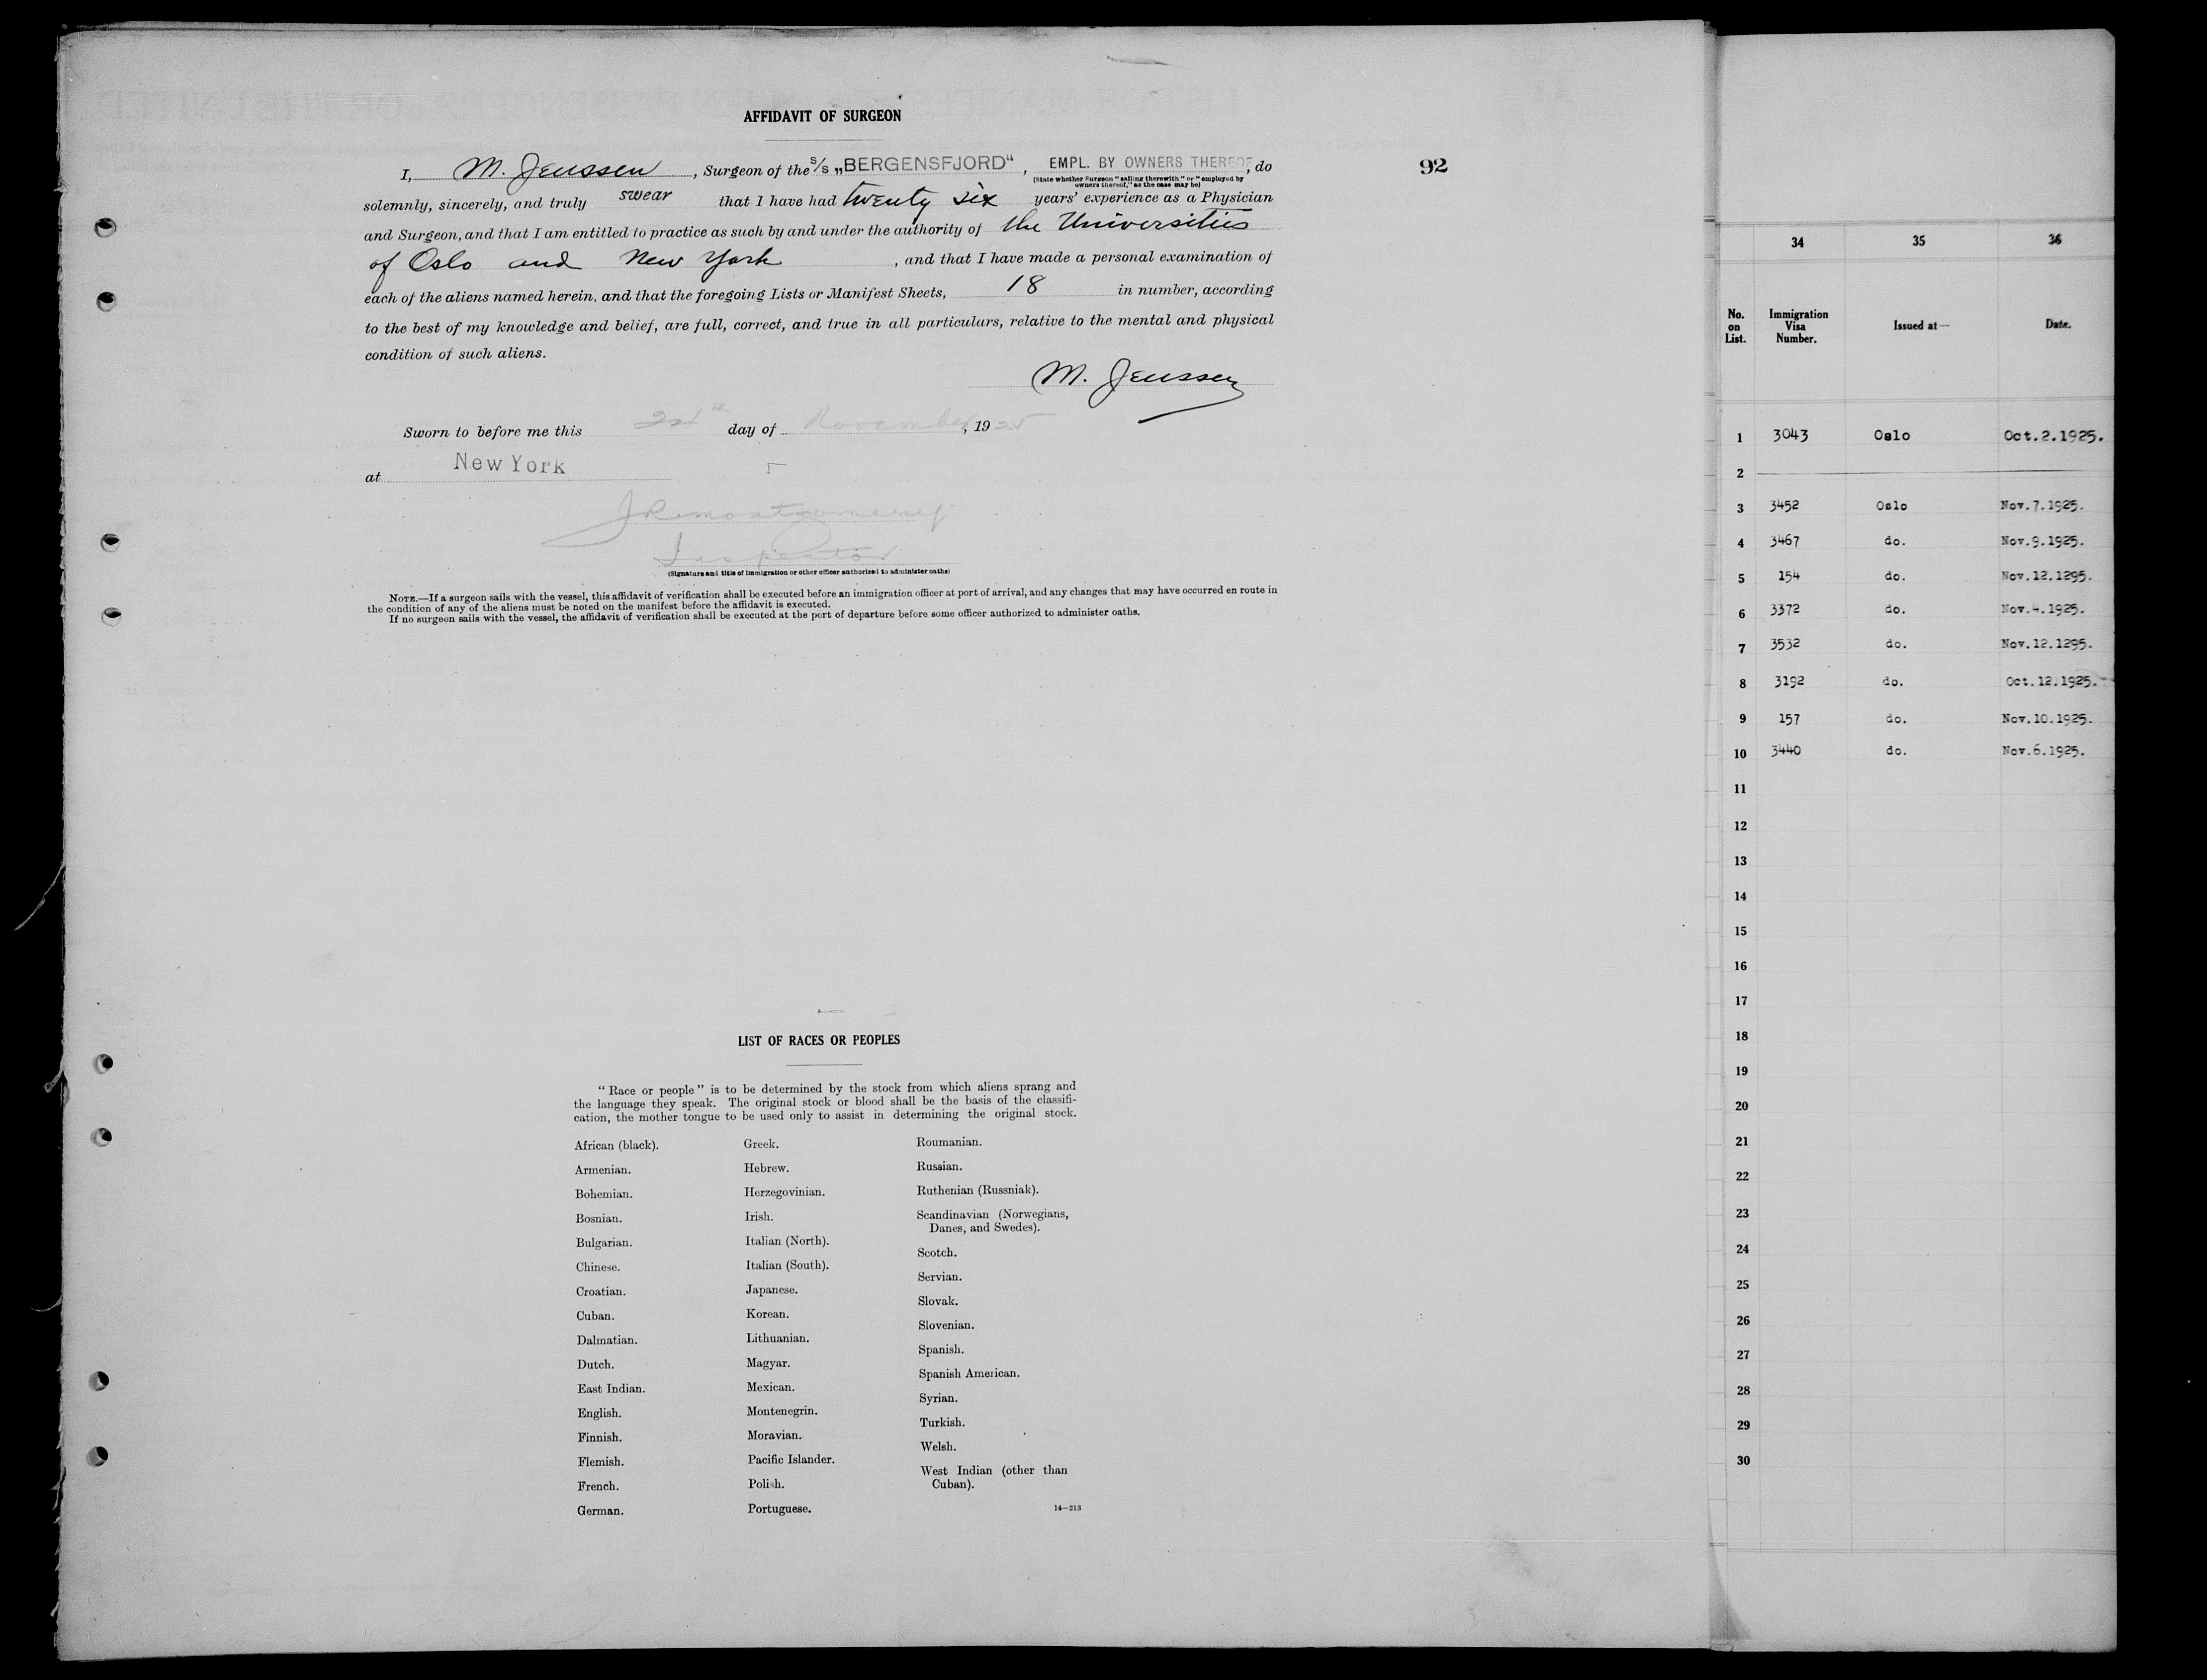 AFFIDAVIT OF SURGEON
I, M. Jenssen, Surgeon of the S/S „BERGENSFJORD“, EMPL. BY OWNERS THEREOF, do
(State whether Surgeon "sailing therewith" or "employed by
owners thereof," as the case may be)
solemnly, sincerely, and truly swear that I have had twenty six years' experience as a Physician
and Surgeon, and that I am entitled to practice as such by and under the authority of the Universities
of Oslo and New York, and that I have made a personal examination of
each of the aliens named herein, and that the foregoing Lists or Manifest Sheets, 18 in number, according
to the best of my knowledge and belief, are full, correct, and true in all particulars, relative to the mental and physical
condition of such aliens.
M. Jenssen
Sworn to before me this day of November, 1925
at New York
J R Montgomery
Inspector
(Signature and title of immigration or other officer authorized to administer oaths)
NOTE.—If a surgeon sails with the vessel, this affidavit of verification shall be executed before an immigration officer at port of arrival, and any changes that may have occurred en route in
the condition of any of the aliens must be noted on the manifest before the affidavit is executed.
If no surgeon sails with the vessel, the affidavit of verification shall be executed at the port of departure before some officer authorized to administer oaths.
92
LIST OF RACES OR PEOPLES
"Race or people" is to be determined by the stock from which aliens sprang and
the language they speak. The original stock or blood shall be the basis of the classifi-
cation, the mother tongue to be used only to assist in determining the original stock.
African (black).
Armenian.
Bohemian.
Bosnian.
Bulgarian.
Chinese.
Croatian.
Cuban.
Dalmatian.
Dutch.
East Indian.
English.
Finnish.
Flemish.
French.
German.
Greek.
Hebrew.
Herzegovinian.
Irish.
Italian (North).
Italian (South).
Japanese.
Korean.
Lithuanian.
Magyar.
Mexican.
Montenegrin.
Moravian.
Pacific Islander.
Polish.
Portuguese.
Roumanian.
Russian.
Ruthenian (Russniak).
Scandinavian (Norwegians,
Danes, and Swedes).
Scotch.
Servian.
Slovak.
Slovenian.
Spanish.
Spanish American.
Syrian.
Turkish.
Welsh.
West Indian (other than
Cuban).
14—213
34 35 36
No. on List. Immigration Visa Number. Issued at— Date.
1 3043 Oslo Oct.2.1925.
2
3 3452 Oslo Nov.7.1925.
4 3467 do. Nov.9.1925.
5 154 do. Nov.12.1295.
6 3372 do. Nov.4.1925.
7 3532 do. Nov.12.1295.
8 3192 do. Oct.12.1925.
9 157 do. Nov.10.1925.
10 3440 do. Nov.6.1925.
11
12
13
14
15
16
17
18
19
20
21
22
23
24
25
26
27
28
29
30